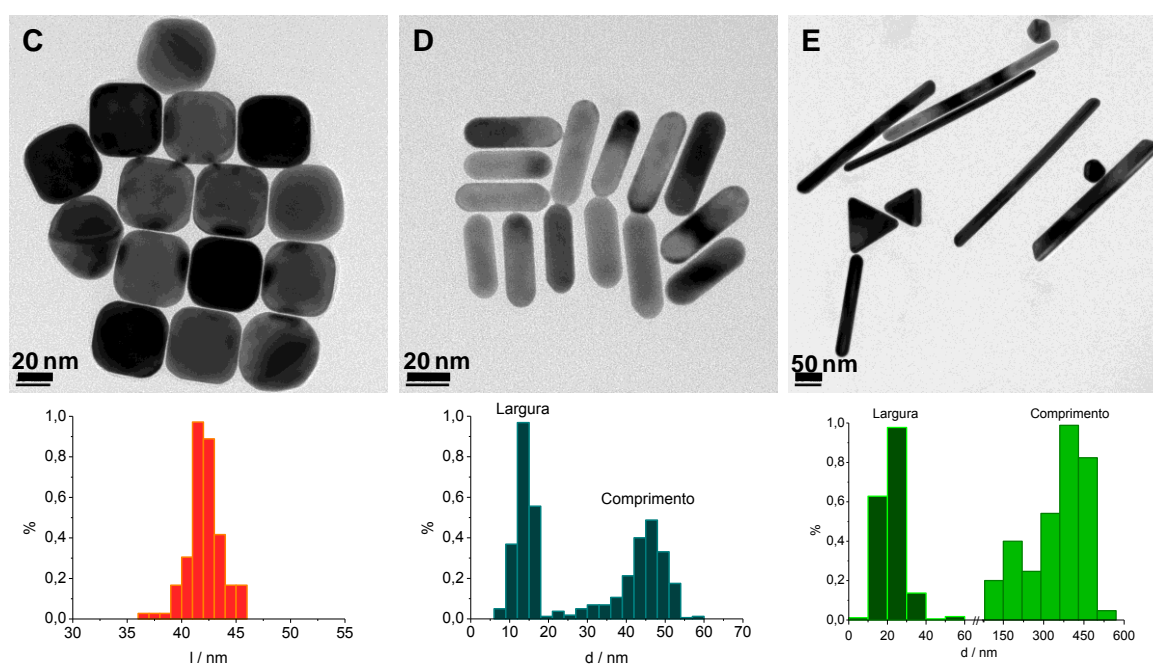 C
20 nm
D
20 nm
E
50 nm
1,0
0,8
0,6
0,4
0,2
0,0
%
30 35 40 45 50 55
l / nm
Largura
Comprimento
1,0
0,8
0,6
0,4
0,2
0,0
%
0 10 20 30 40 50 60 70
d / nm
Largura
Comprimento
1,0
0,8
0,6
0,4
0,2
0,0
%
0 20 40 60 // 150 300 450 600
d / nm